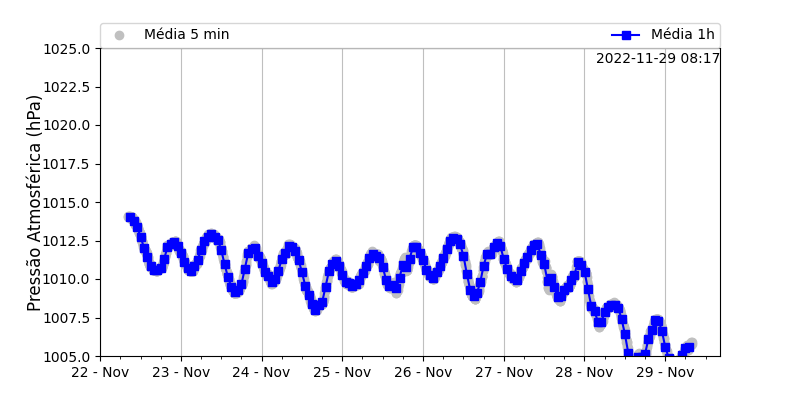 Média 5 min
Média 1h
2022-11-29 08:17
Pressão Atmosférica (hPa)
1025.0
1022.5
1020.0
1017.5
1015.0
1012.5
1010.0
1007.5
1005.0
22 - Nov
23 - Nov
24 - Nov
25 - Nov
26 - Nov
27 - Nov
28 - Nov
29 - Nov